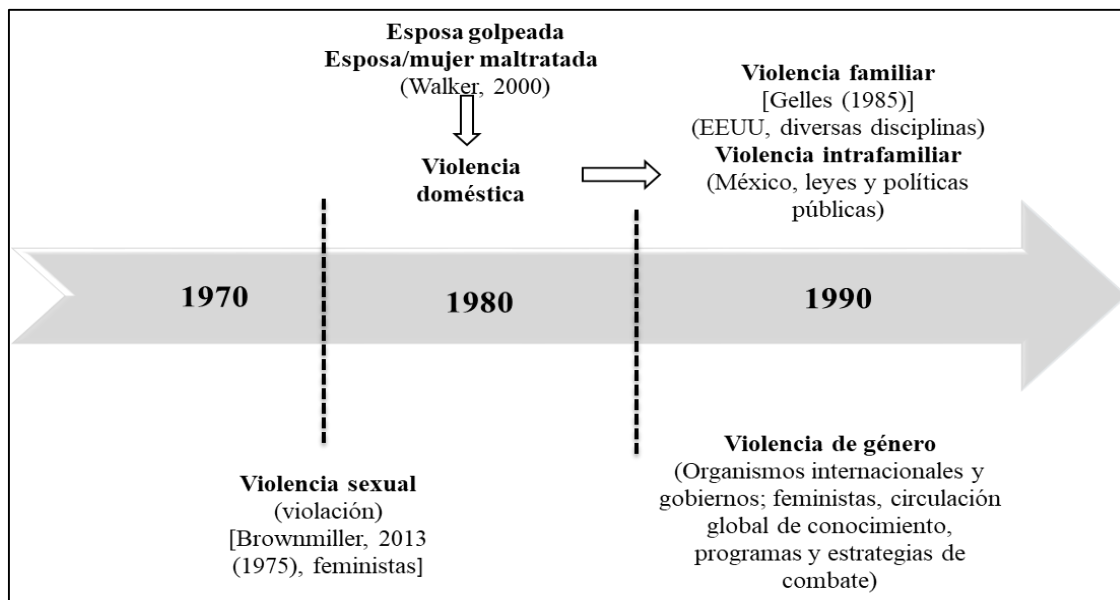 Esposa golpeada
Esposa/mujer maltratada
(Walker, 2000)
Violencia
doméstica
Violencia familiar
[Gelles (1985)]
(EEUU, diversas disciplinas)
Violencia intrafamiliar
(México, leyes y políticas
públicas)
1970
1980
1990
Violencia sexual
(violación)
[Brownmiller, 2013
(1975), feministas]
Violencia de género
(Organismos internacionales y
gobiernos; feministas, circulación
global de conocimiento,
programas y estrategias de
combate)